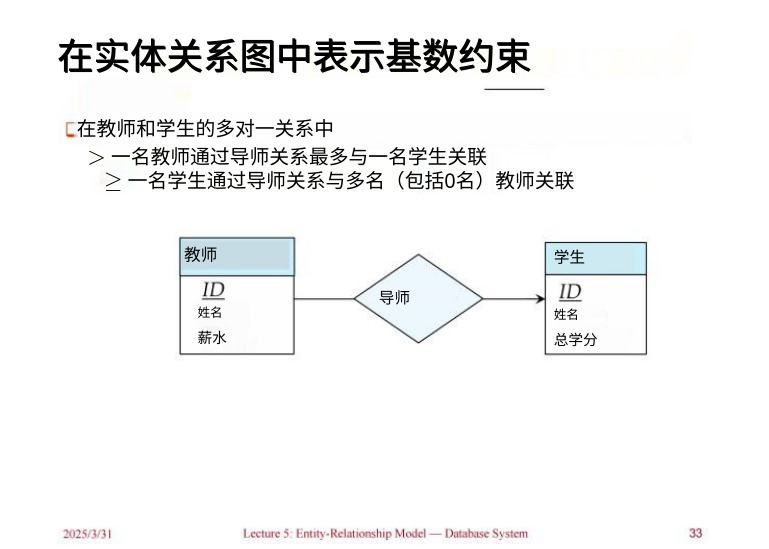 在实体关系图中表示基数约束
在教师和学生的多对一关系中
> 一名教师通过导师关系最多与一名学生关联
> 一名学生通过导师关系与多名（包括0名）教师关联
教师
ID
姓名
薪水
导师
学生
ID
姓名
总学分
2025/3/31
Lecture 5: Entity-Relationship Model — Database System
33